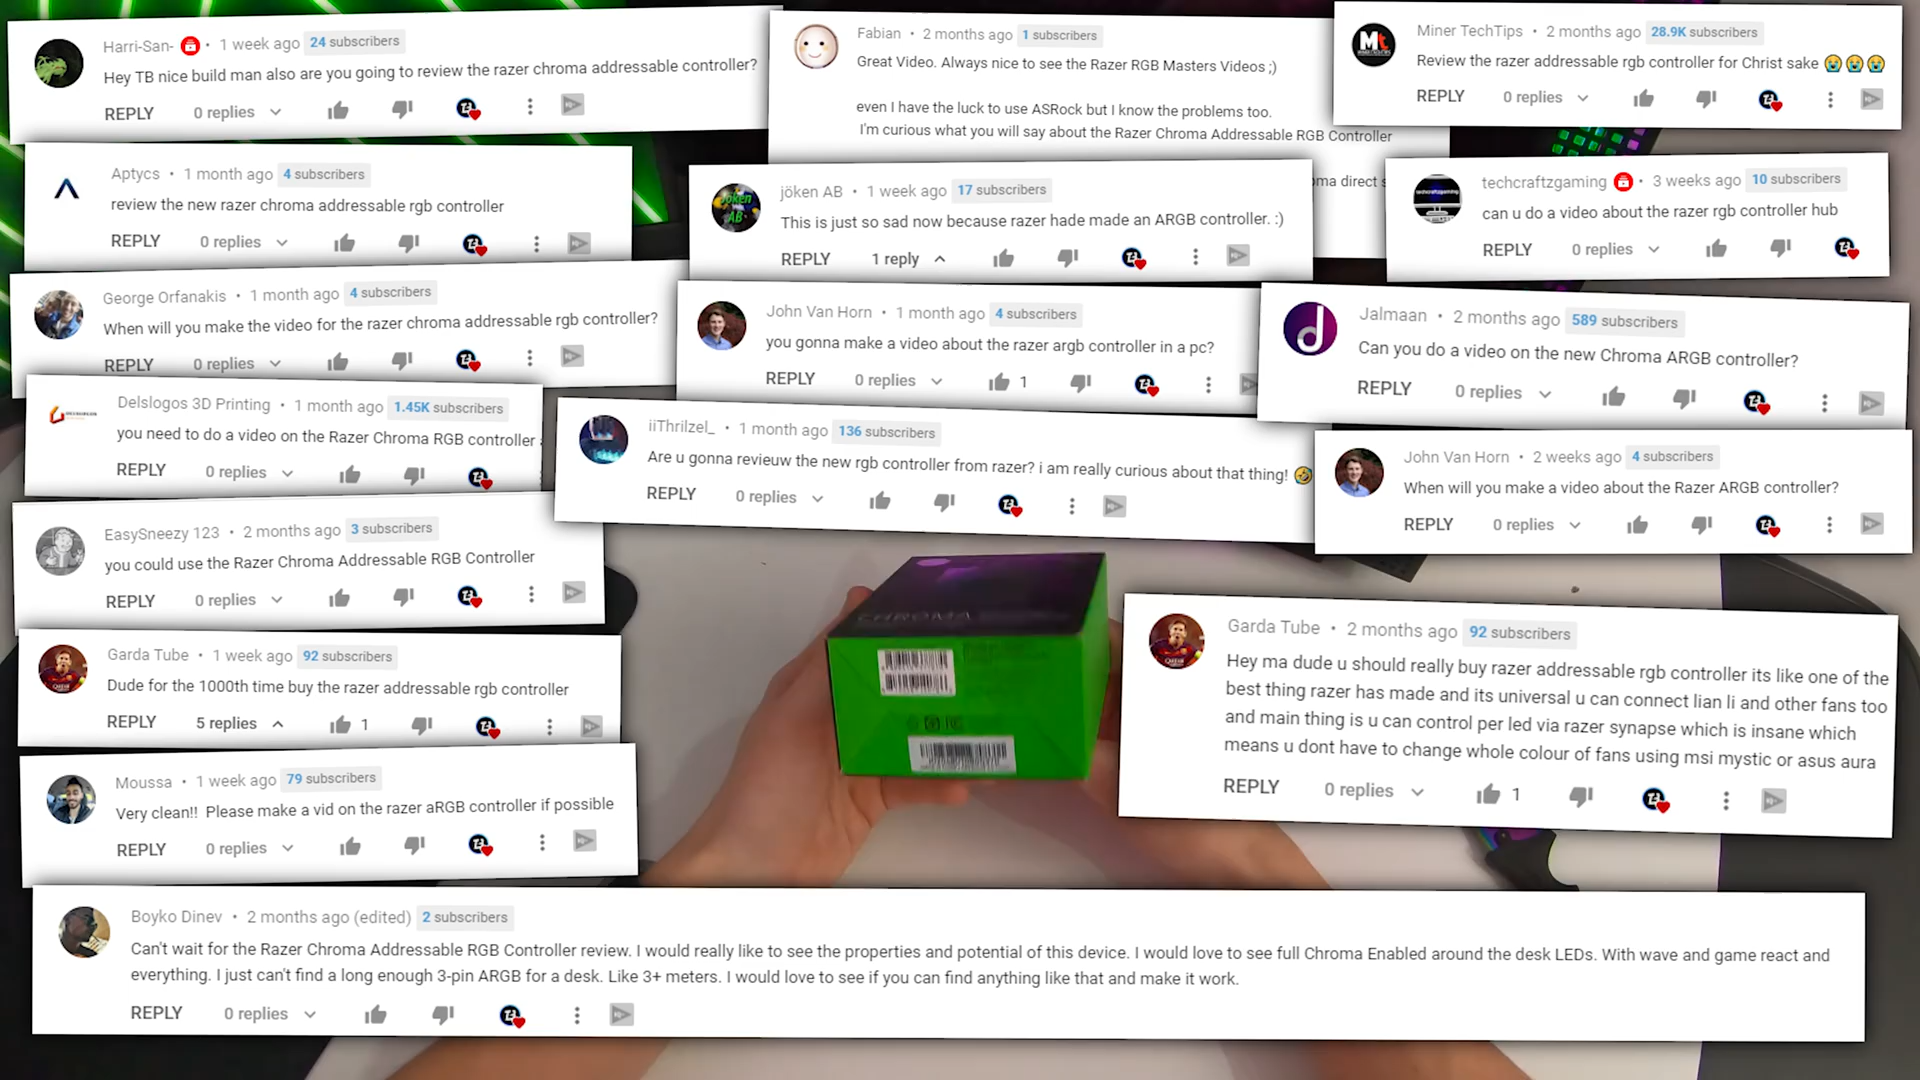 Harri-San- • 1 week ago 24 subscribers
Hey TB nice build man also are you going to review the razer chroma addressable controller?
REPLY 0 replies
Fabian • 2 months ago 1 subscribers
Great Video. Always nice to see the Razer RGB Masters Videos ;)
even I have the luck to use ASRock but I know the problems too.
I'm curious what you will say about the Razer Chroma Addressable RGB Controller
oma direct s
Miner TechTips • 2 months ago 28.9K subscribers
Review the razer addressable rgb controller for Christ sake 😭😭😭
REPLY 0 replies
Aptycs • 1 month ago 4 subscribers
review the new razer chroma addressable rgb controller
REPLY 0 replies
jöken AB • 1 week ago 17 subscribers
This is just so sad now because razer hade made an ARGB controller. :)
REPLY 1 reply
techcraftzgaming • 3 weeks ago 10 subscribers
can u do a video about the razer rgb controller hub
REPLY 0 replies
George Orfanakis • 1 month ago 4 subscribers
When will you make the video for the razer chroma addressable rgb controller?
REPLY 0 replies
John Van Horn • 1 month ago 4 subscribers
you gonna make a video about the razer argb controller in a pc?
REPLY 0 replies 1
Jalmaan • 2 months ago 589 subscribers
Can you do a video on the new Chroma ARGB controller?
REPLY 0 replies
Delslogos 3D Printing • 1 month ago 1.45K subscribers
you need to do a video on the Razer Chroma RGB controller
REPLY 0 replies
iiThrilzel_ • 1 month ago 136 subscribers
Are u gonna revieuw the new rgb controller from razer? i am really curious about that thing! 🤣
REPLY 0 replies
John Van Horn • 2 weeks ago 4 subscribers
When will you make a video about the Razer ARGB controller?
REPLY 0 replies
EasySneezy 123 • 2 months ago 3 subscribers
you could use the Razer Chroma Addressable RGB Controller
REPLY 0 replies
CHROMA
Garda Tube • 1 week ago 92 subscribers
Dude for the 1000th time buy the razer addressable rgb controller
REPLY 5 replies 1
Garda Tube • 2 months ago 92 subscribers
Hey ma dude u should really buy razer addressable rgb controller its like one of the
best thing razer has made and its universal u can connect lian li and other fans too
and main thing is u can control per led via razer synapse which is insane which
means u dont have to change whole colour of fans using msi mystic or asus aura
REPLY 0 replies 1
Moussa • 1 week ago 79 subscribers
Very clean!! Please make a vid on the razer aRGB controller if possible
REPLY 0 replies
Boyko Dinev • 2 months ago (edited) 2 subscribers
Can't wait for the Razer Chroma Addressable RGB Controller review. I would really like to see the properties and potential of this device. I would love to see full Chroma Enabled around the desk LEDs. With wave and game react and
everything. I just can't find a long enough 3-pin ARGB for a desk. Like 3+ meters. I would love to see if you can find anything like that and make it work.
REPLY 0 replies